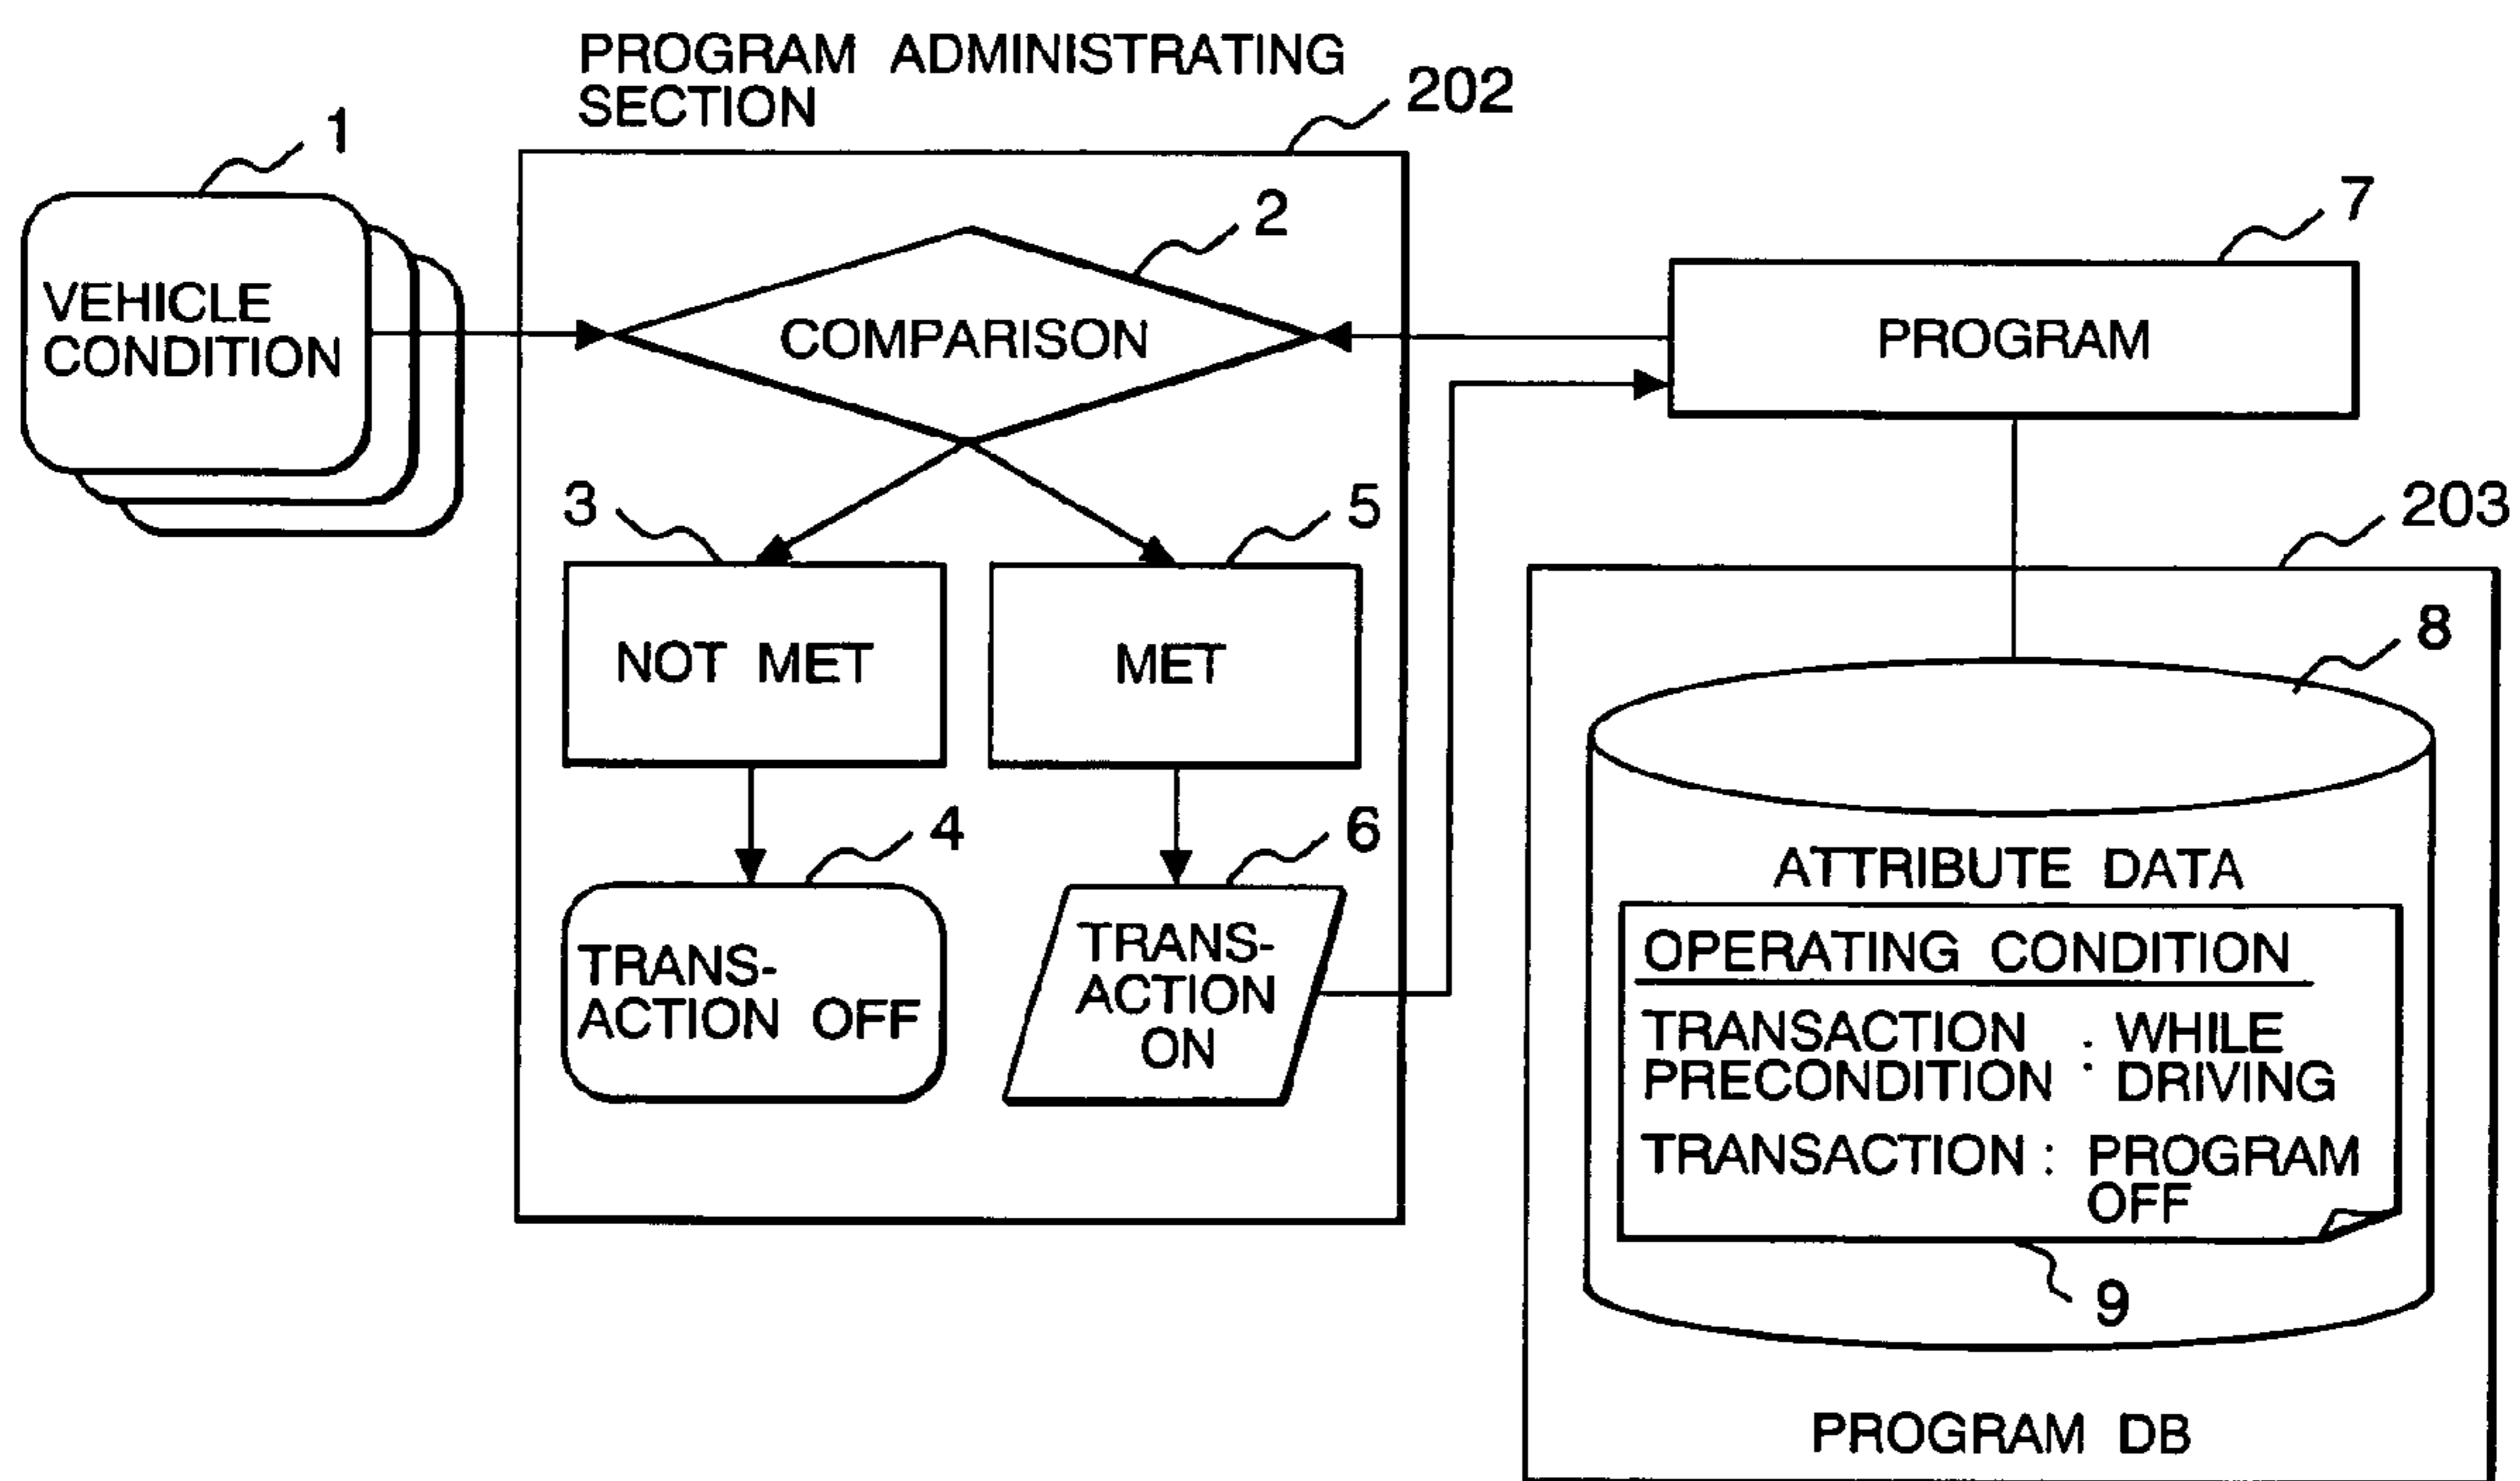 PROGRAM ADMINISTRATING
SECTION
202
1
VEHICLE
CONDITION
2
COMPARISON
3
NOT MET
5
MET
4
TRANS-
ACTION OFF
6
TRANS-
ACTION
ON
7
PROGRAM
203
8
ATTRIBUTE DATA
OPERATING CONDITION
TRANSACTION : WHILE
PRECONDITION DRIVING
TRANSACTION : PROGRAM
OFF
9
PROGRAM DB